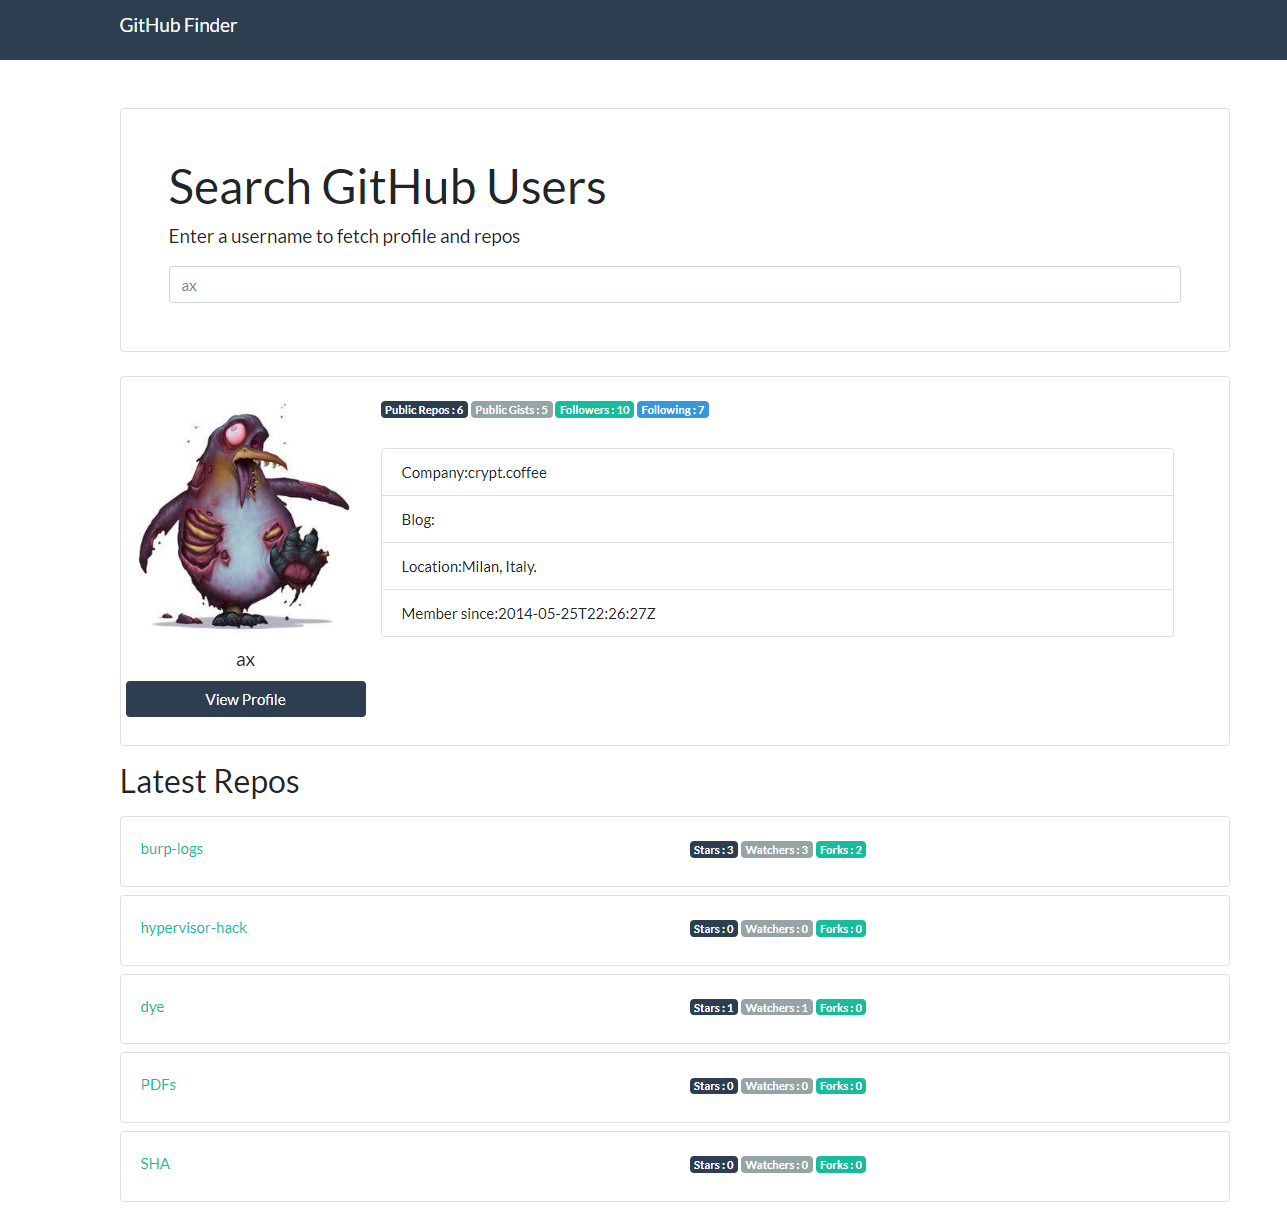 GitHub Finder
Search GitHub Users
Enter a username to fetch profile and repos
ax
Public Repos : 6 Public Gists : 5 Followers : 10 Following : 7
Company:crypt.coffee
Blog:
Location:Milan, Italy.
Member since:2014-05-25T22:26:27Z
ax
View Profile
Latest Repos
burp-logs Stars : 3 Watchers : 3 Forks : 2
hypervisor-hack Stars : 0 Watchers : 0 Forks : 0
dye Stars : 1 Watchers : 1 Forks : 0
PDFs Stars : 0 Watchers : 0 Forks : 0
SHA Stars : 0 Watchers : 0 Forks : 0